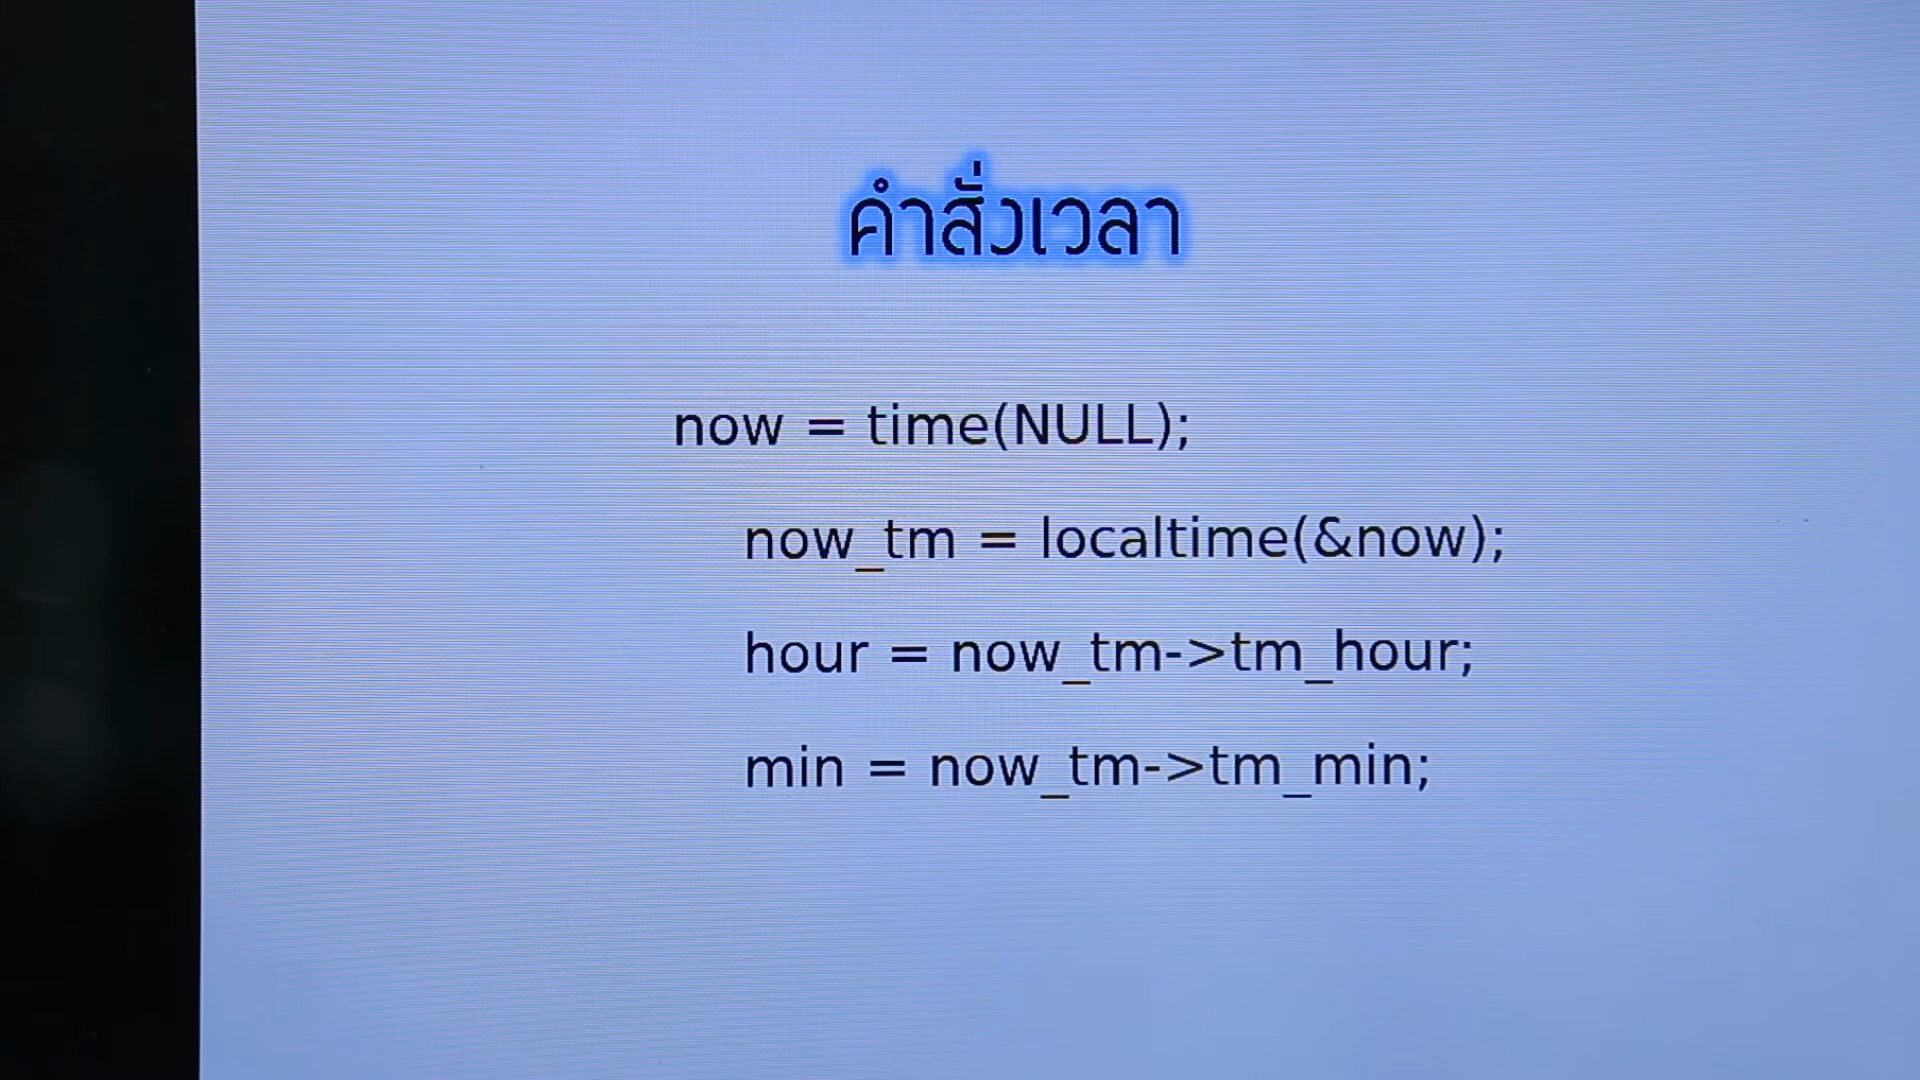 คำสั่งเวลา
now = time(NULL);
now_tm = localtime(&now);
hour = now_tm->tm_hour;
min = now_tm->tm_min;